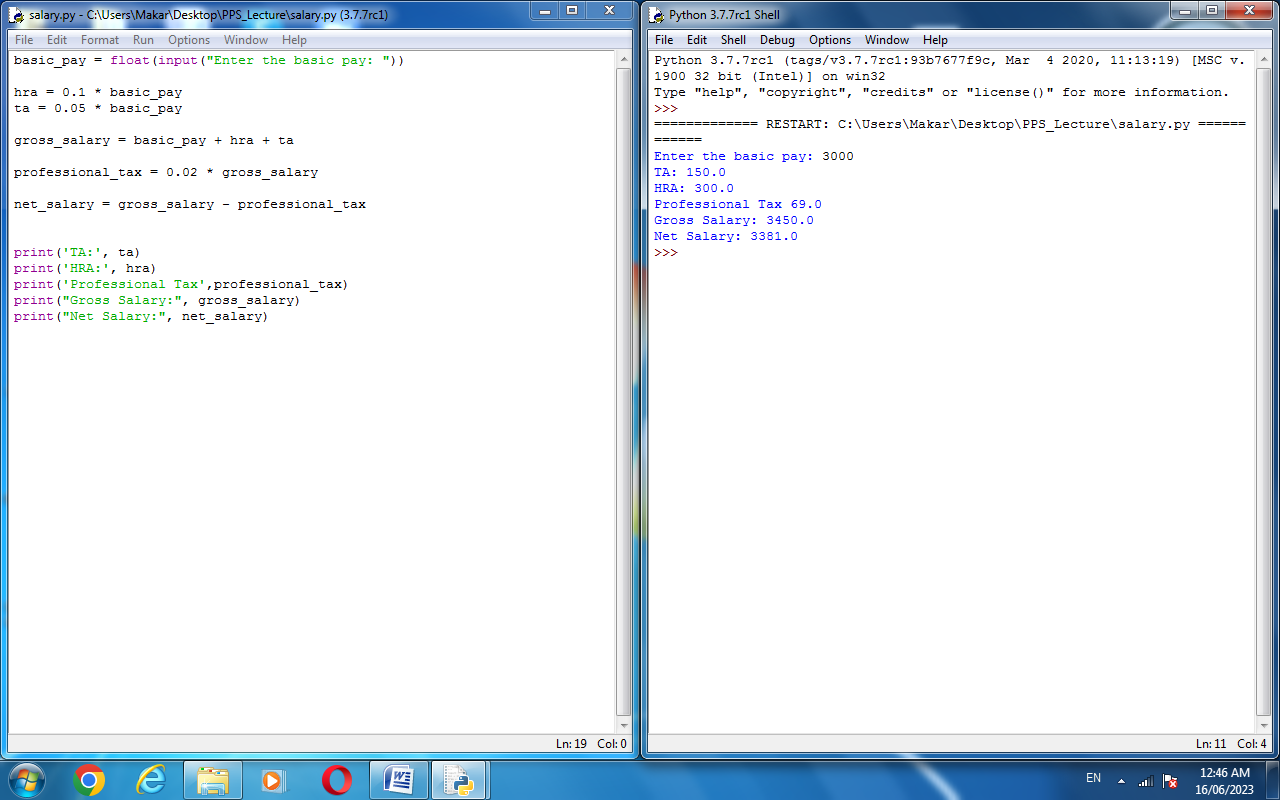 salary.py - C:\Users\Makar\Desktop\PPS_Lecture\salary.py (3.7.7rc1)
File Edit Format Run Options Window Help
basic_pay = float(input("Enter the basic pay: "))
hra = 0.1 * basic_pay
ta = 0.05 * basic_pay
gross_salary = basic_pay + hra + ta
professional_tax = 0.02 * gross_salary
net_salary = gross_salary - professional_tax
print('TA:', ta)
print('HRA:', hra)
print('Professional Tax',professional_tax)
print("Gross Salary:", gross_salary)
print("Net Salary:", net_salary)
Ln: 19 Col: 0
Python 3.7.7rc1 Shell
File Edit Shell Debug Options Window Help
Python 3.7.7rc1 (tags/v3.7.7rc1:93b7677f9c, Mar  4 2020, 11:13:19) [MSC v.
1900 32 bit (Intel)] on win32
Type "help", "copyright", "credits" or "license()" for more information.
>>>
============= RESTART: C:\Users\Makar\Desktop\PPS_Lecture\salary.py ======
======
Enter the basic pay: 3000
TA: 150.0
HRA: 300.0
Professional Tax 69.0
Gross Salary: 3450.0
Net Salary: 3381.0
>>>
Ln: 11 Col: 4
EN
12:46 AM
16/06/2023